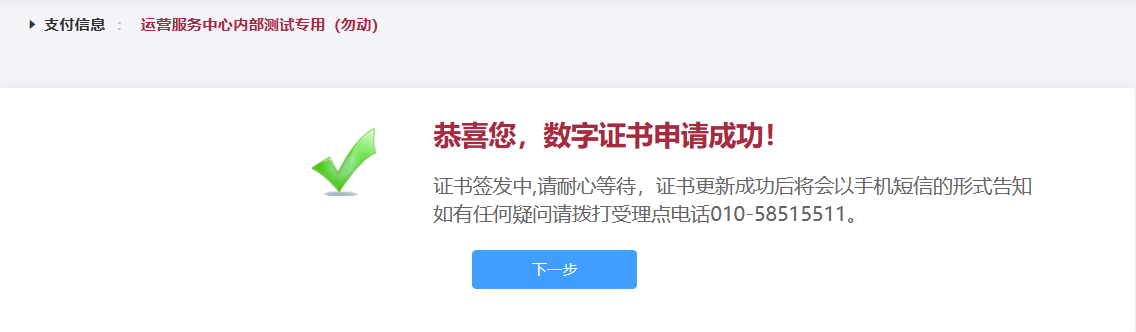 支付信息 : 运营服务中心内部测试专用（勿动）
恭喜您，数字证书申请成功！
证书签发中,请耐心等待，证书更新成功后将会以手机短信的形式告知
如有任何疑问请拨打受理点电话010-58515511。
下一步